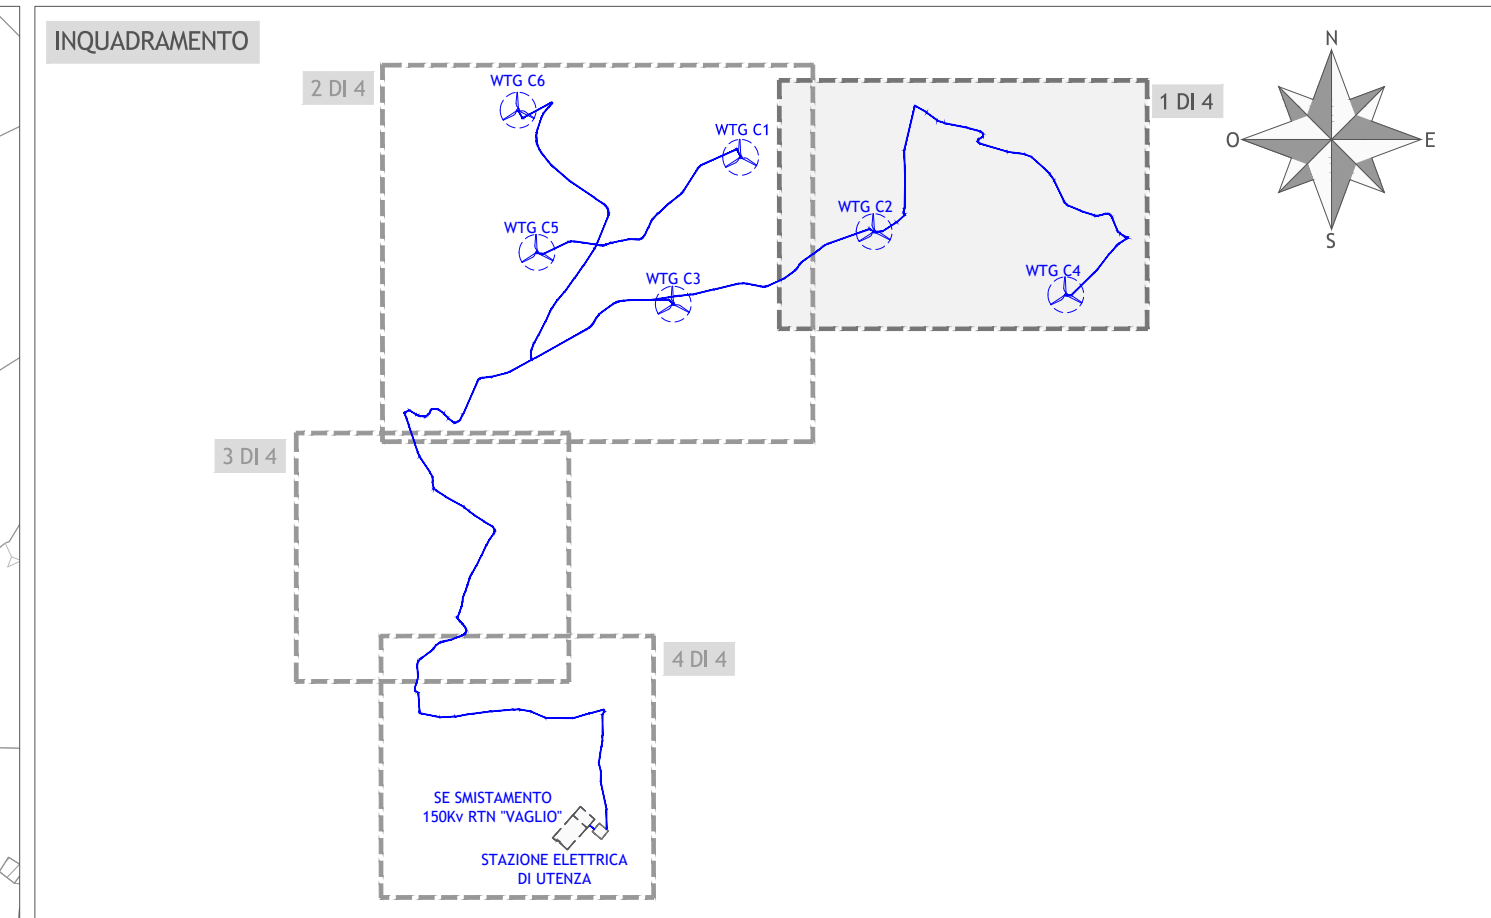 INQUADRAMENTO
N
2 DI 4
WTG C6
1 DI 4
WTG C1
O
E
WTG C2
WTG C5
S
WTG C3
WTG C4
3 DI 4
4 DI 4
SE SMISTAMENTO
150Kv RTN "VAGLIO"
STAZIONE ELETTRICA
DI UTENZA